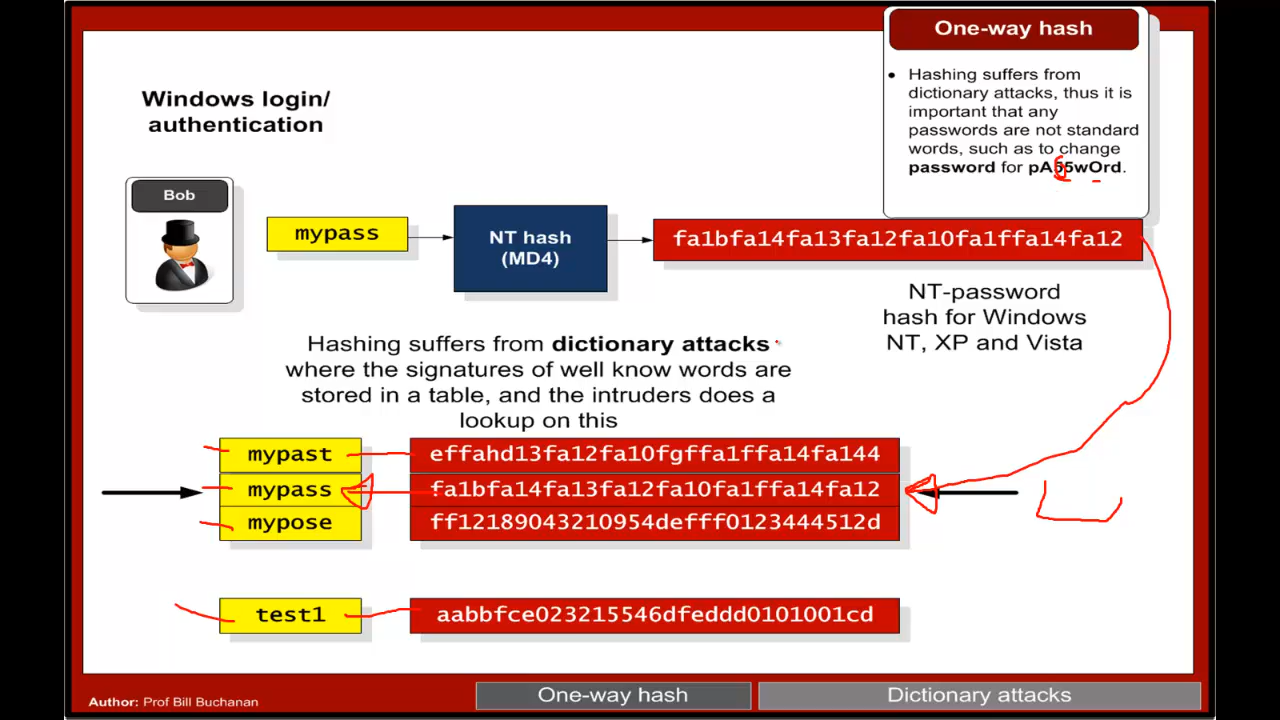 One-way hash
Hashing suffers from
dictionary attacks, thus it is
important that any
passwords are not standard
words, such as to change
password for pA55wOrd.
Windows login/
authentication
Bob
mypass
NT hash
(MD4)
fa1bfa14fa13fa12fa10fa1ffa14fa12
NT-password
hash for Windows
NT, XP and Vista
Hashing suffers from dictionary attacks
where the signatures of well know words are
stored in a table, and the intruders does a
lookup on this
mypast effahd13fa12fa10fgffa1ffa14fa144
mypass fa1bfa14fa13fa12fa10fa1ffa14fa12
mypose ff12189043210954defff0123444512d
test1 aabbfce023215546dfeddd0101001cd
Author: Prof Bill Buchanan
One-way hash
Dictionary attacks